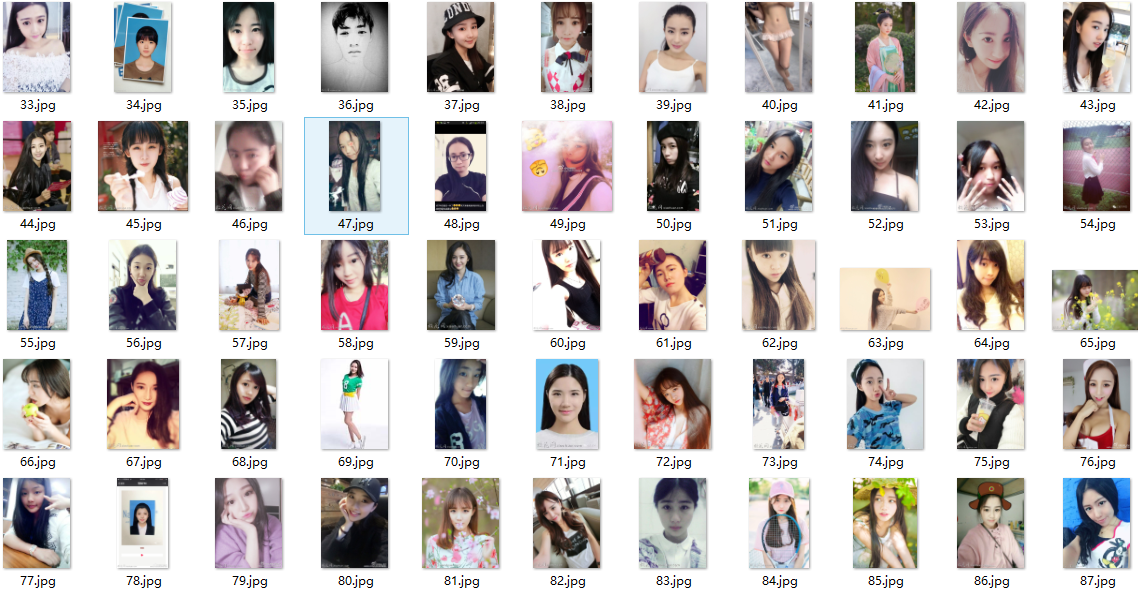 33.jpg 34.jpg 35.jpg 36.jpg 37.jpg 38.jpg 39.jpg 40.jpg 41.jpg 42.jpg 43.jpg
44.jpg 45.jpg 46.jpg 47.jpg 48.jpg 49.jpg 50.jpg 51.jpg 52.jpg 53.jpg 54.jpg
55.jpg 56.jpg 57.jpg 58.jpg 59.jpg 60.jpg 61.jpg 62.jpg 63.jpg 64.jpg 65.jpg
66.jpg 67.jpg 68.jpg 69.jpg 70.jpg 71.jpg 72.jpg 73.jpg 74.jpg 75.jpg 76.jpg
77.jpg 78.jpg 79.jpg 80.jpg 81.jpg 82.jpg 83.jpg 84.jpg 85.jpg 86.jpg 87.jpg